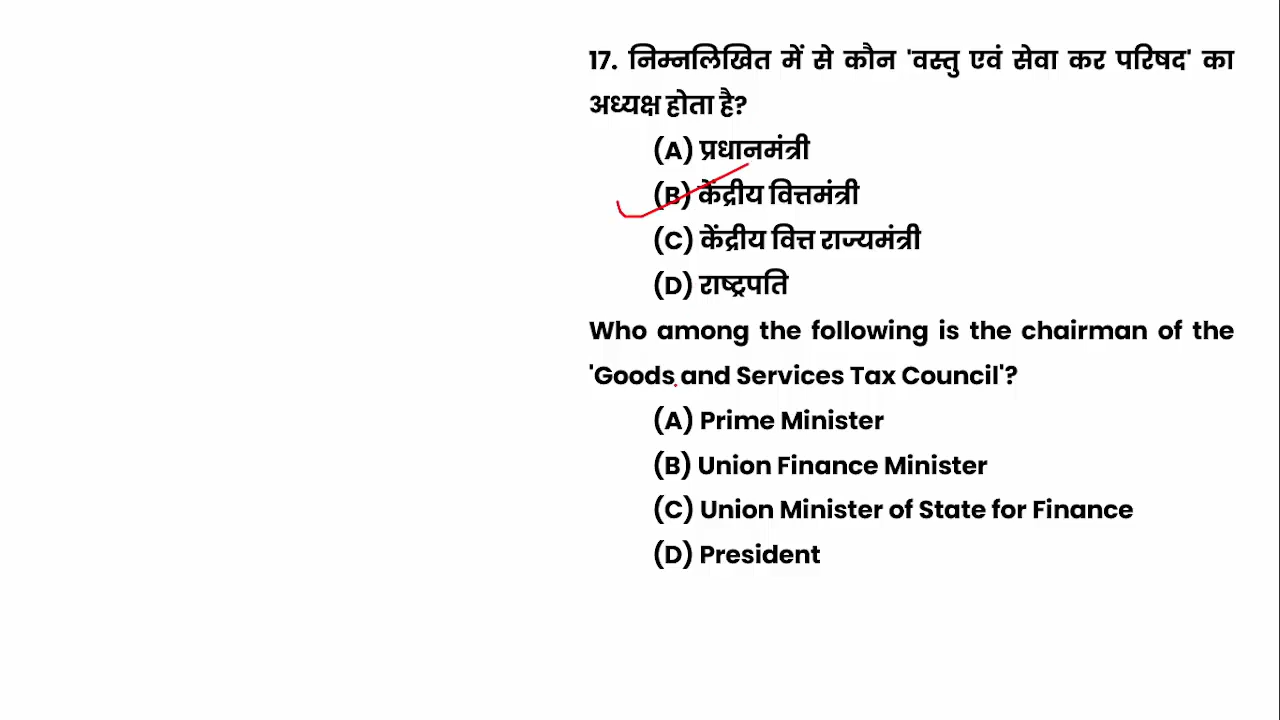 17. निम्नलिखित में से कौन 'वस्तु एवं सेवा कर परिषद' का
अध्यक्ष होता है?
(A) प्रधानमंत्री
(B) केंद्रीय वित्तमंत्री
(C) केंद्रीय वित्त राज्यमंत्री
(D) राष्ट्रपति
Who among the following is the chairman of the
'Goods and Services Tax Council'?
(A) Prime Minister
(B) Union Finance Minister
(C) Union Minister of State for Finance
(D) President